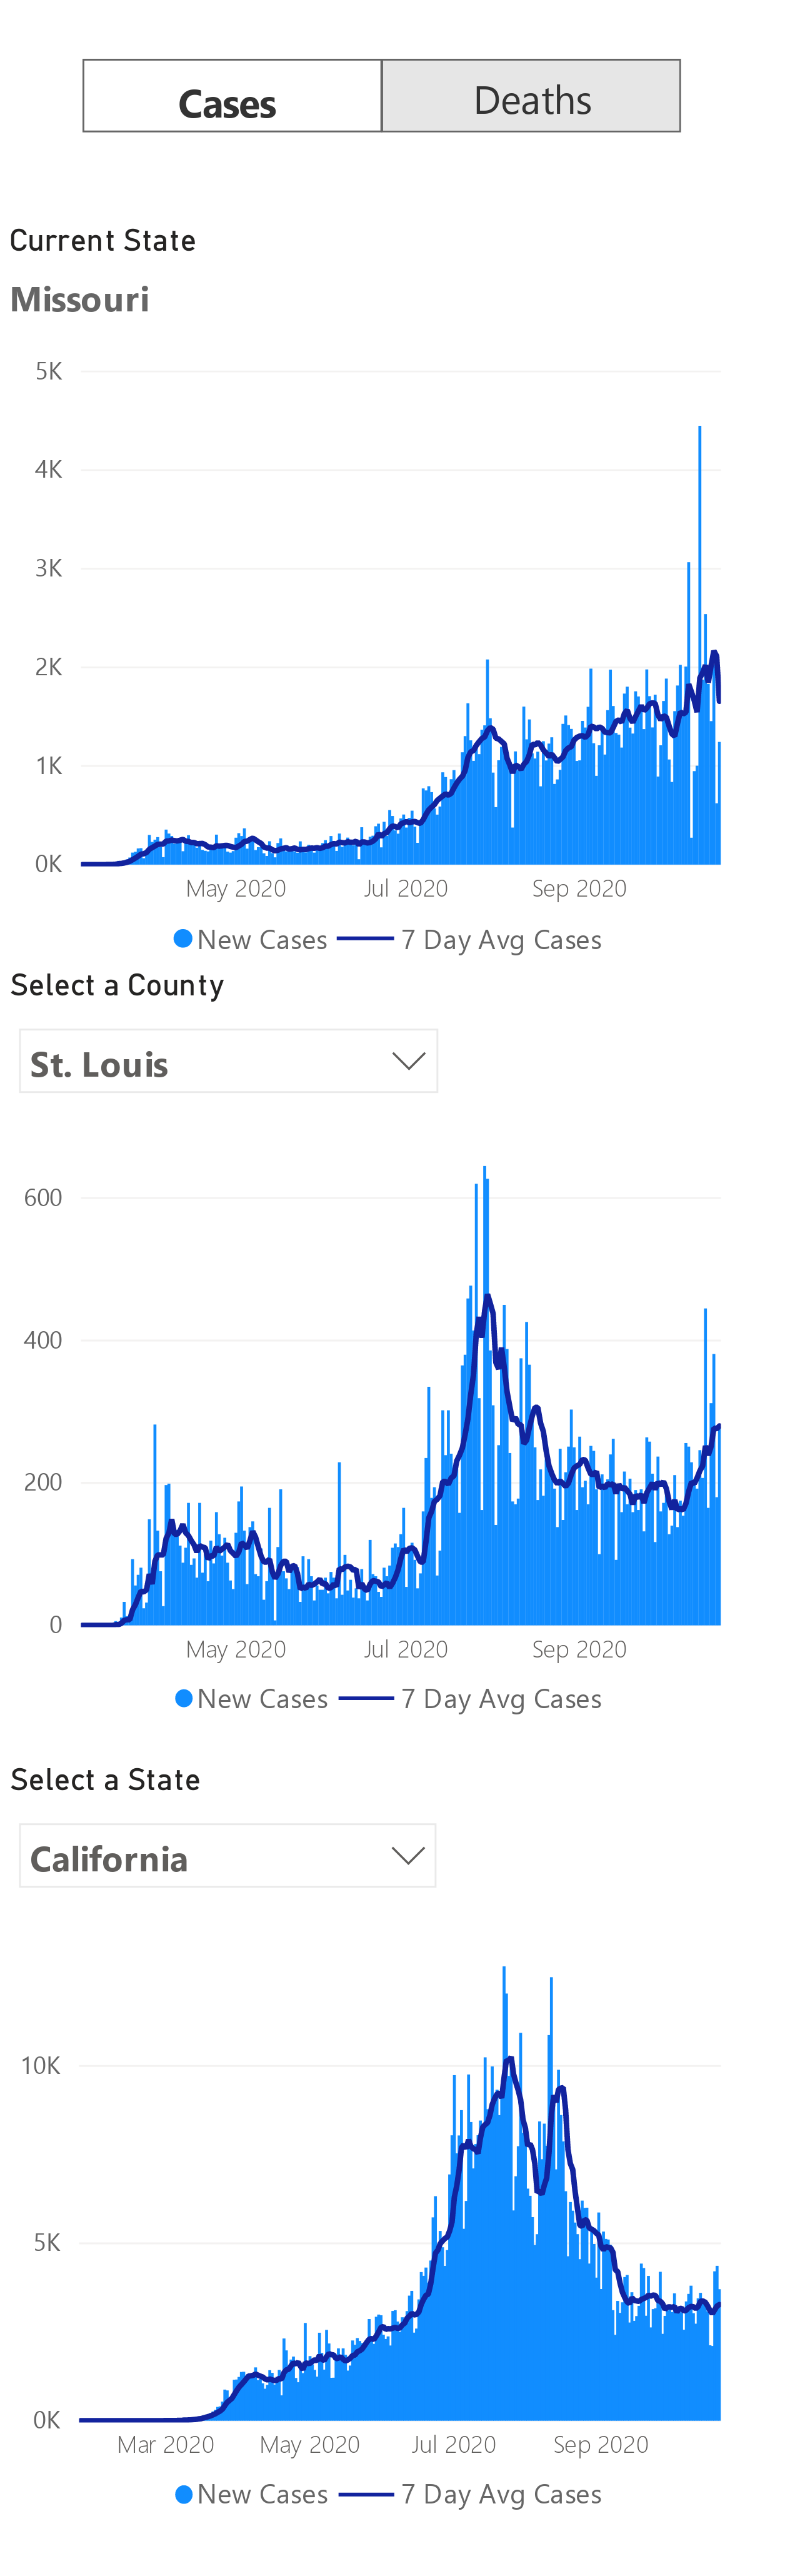 Cases Deaths
Current State
Missouri
5K
4K
3K
2K
1K
0K
May 2020 Jul 2020 Sep 2020
New Cases 7 Day Avg Cases
Select a County
St. Louis
600
400
200
0
May 2020 Jul 2020 Sep 2020
New Cases 7 Day Avg Cases
Select a State
California
10K
5K
0K
Mar 2020 May 2020 Jul 2020 Sep 2020
New Cases 7 Day Avg Cases